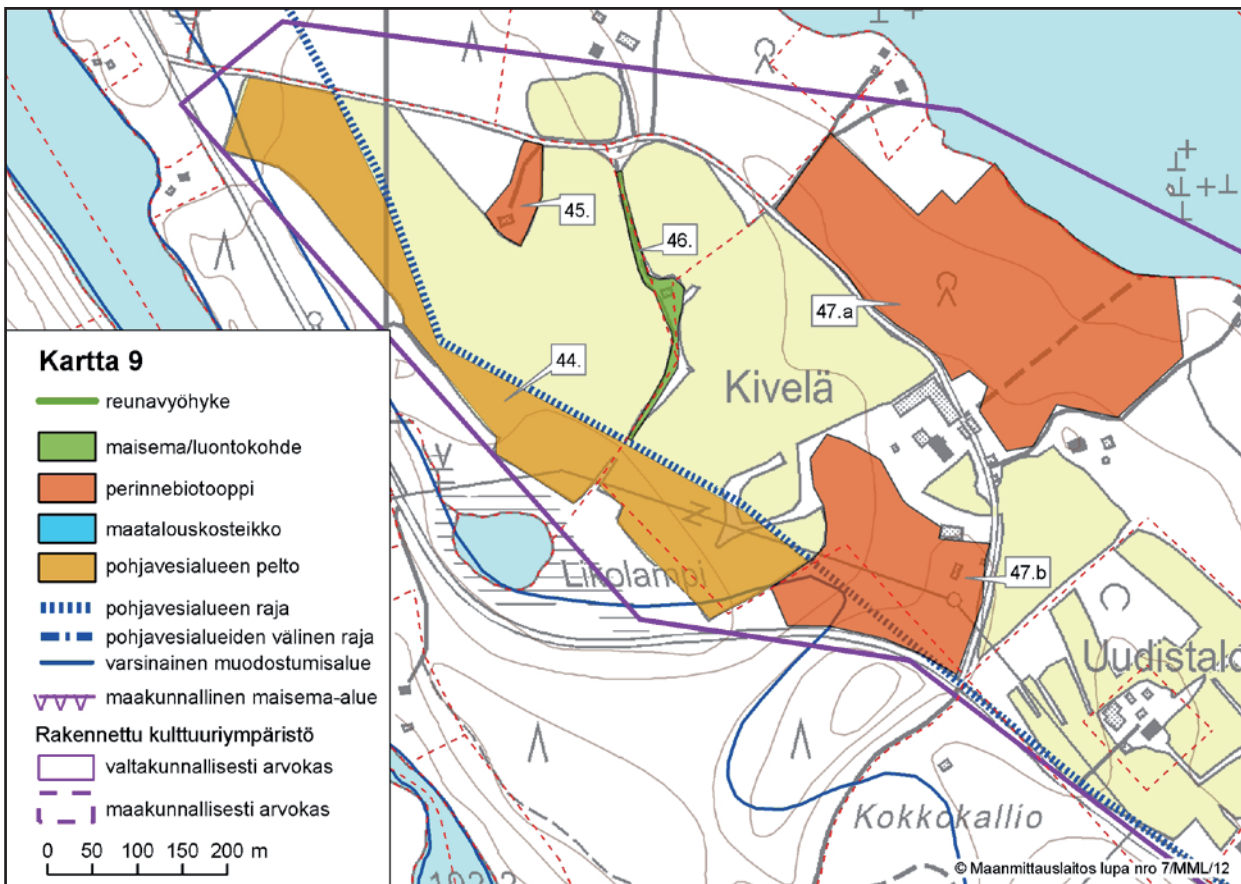 45.
46.
47.a
44.
Kivelä
Likolampi
47.b
Uudistalo
Kokkokallio
Kartta 9
reunavyöhyke
maisema/luontokohde
perinnebiotooppi
maatalouskosteikko
pohjavesialueen pelto
pohjavesialueen raja
pohjavesialueiden välinen raja
varsinainen muodostumisalue
maakunnallinen maisema-alue
Rakennettu kulttuuriympäristö
valtakunnallisesti arvokas
maakunnallisesti arvokas
0 50 100 150 200 m
© Maanmittauslaitos lupa nro 7/MML/12